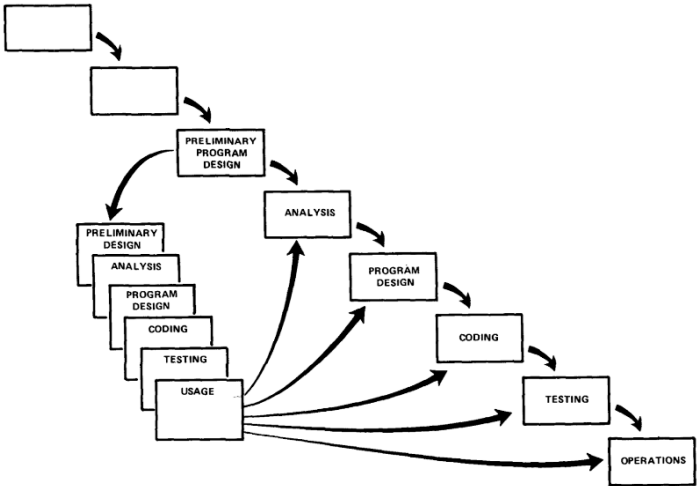 PRELIMINARY
PROGRAM
DESIGN
ANALYSIS
PROGRAM
DESIGN
CODING
TESTING
OPERATIONS
PRELIMINARY
DESIGN
ANALYSIS
PROGRAM
DESIGN
CODING
TESTING
USAGE